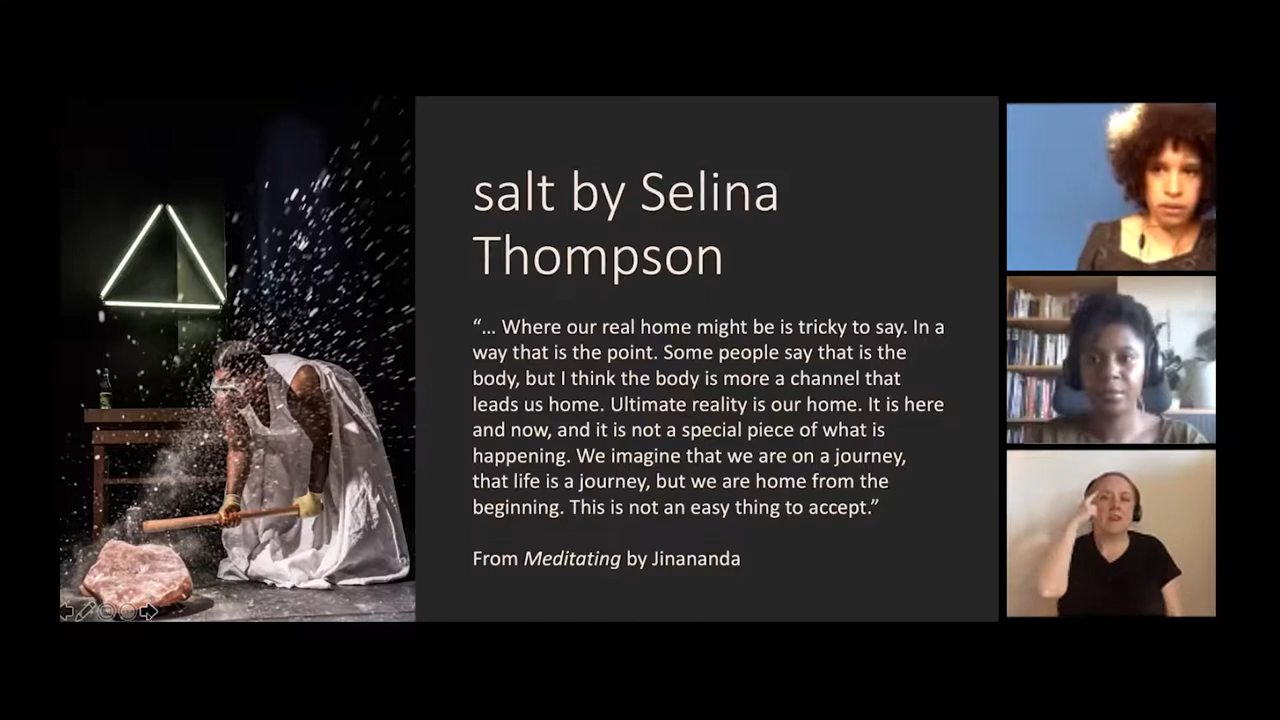 salt by Selina
Thompson
“… Where our real home might be is tricky to say. In a
way that is the point. Some people say that is the
body, but I think the body is more a channel that
leads us home. Ultimate reality is our home. It is here
and now, and it is not a special piece of what is
happening. We imagine that we are on a journey,
that life is a journey, but we are home from the
beginning. This is not an easy thing to accept.”
From Meditating by Jinananda